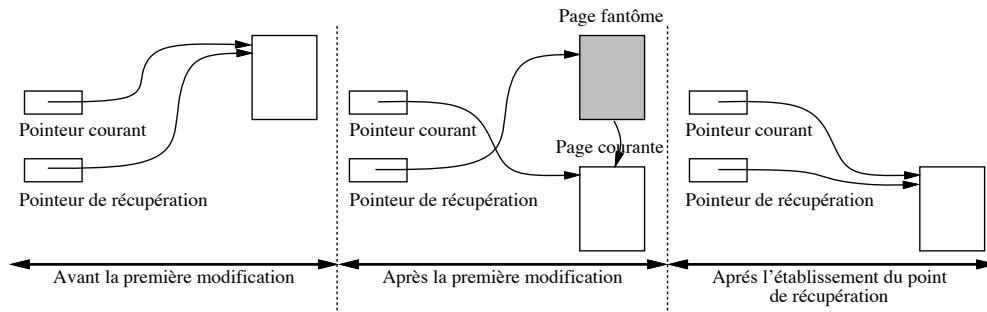 Page fantôme
Pointeur courant
Pointeur courant
Page courante
Pointeur courant
Pointeur de récupération
Pointeur de récupération
Pointeur de récupération
Avant la première modification
Après la première modification
Aprés l'établissement du point
de récupération